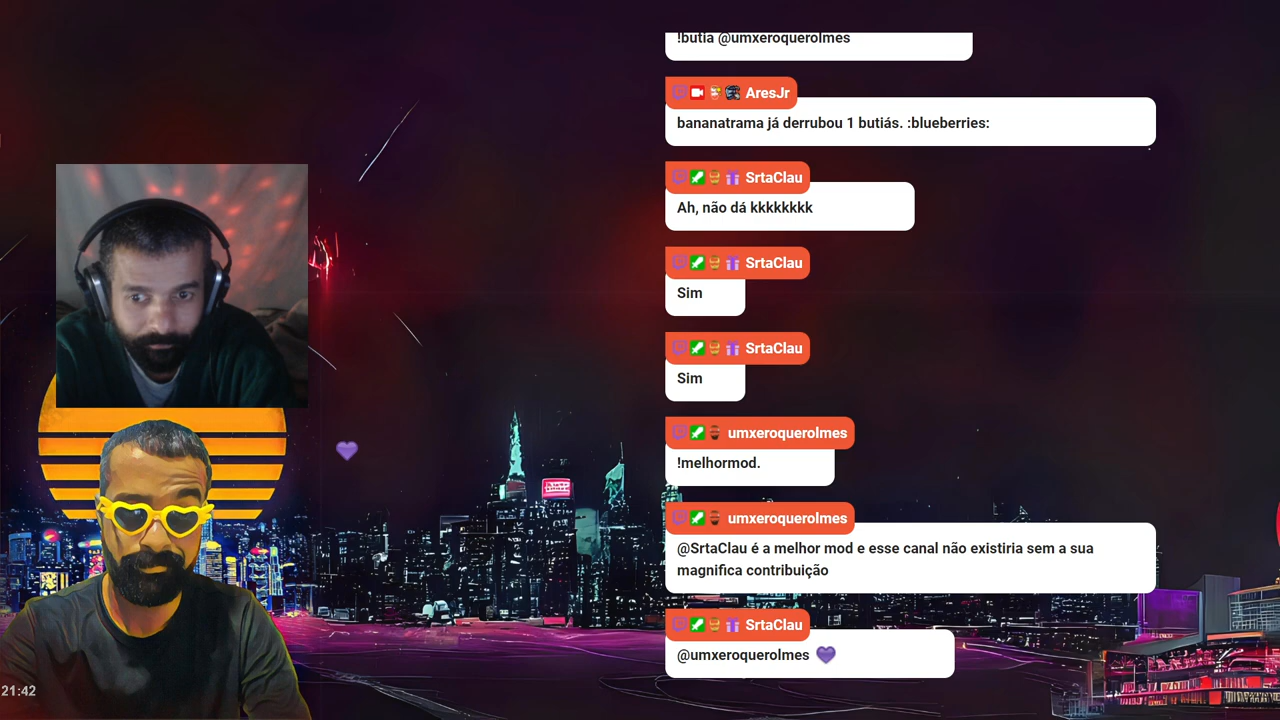 !butia @umxeroquerolmes
AresJr
bananatrama já derrubou 1 butiás. :blueberries:
SrtaClau
Ah, não dá kkkkkkkk
SrtaClau
Sim
SrtaClau
Sim
umxeroquerolmes
!melhormod.
umxeroquerolmes
@SrtaClau é a melhor mod e esse canal não existiria sem a sua
magnifica contribuição
SrtaClau
@umxeroquerolmes 💜
21:42